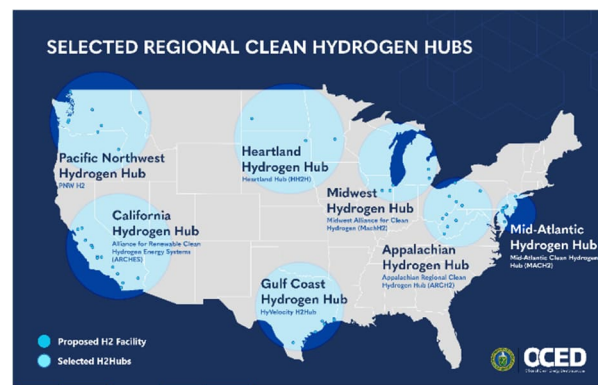 SELECTED REGIONAL CLEAN HYDROGEN HUBS
Pacific Northwest
Hydrogen Hub
PNW H2
Heartland
Hydrogen Hub
Heartland Hub (HH2H)
Midwest
Hydrogen Hub
Midwest Alliance for Clean
Hydrogen (MachH2)
California
Hydrogen Hub
Alliance for Renewable Clean
Hydrogen Energy Systems
(ARCHES)
Appalachian
Hydrogen Hub
Appalachian Regional Clean
Hydrogen Hub (ARCH2)
Mid-Atlantic
Hydrogen Hub
Mid-Atlantic Clean Hydrogen
Hub (MACH2)
Gulf Coast
Hydrogen Hub
HyVelocity H2Hub
Proposed H2 Facility
Selected H2Hubs
OCED